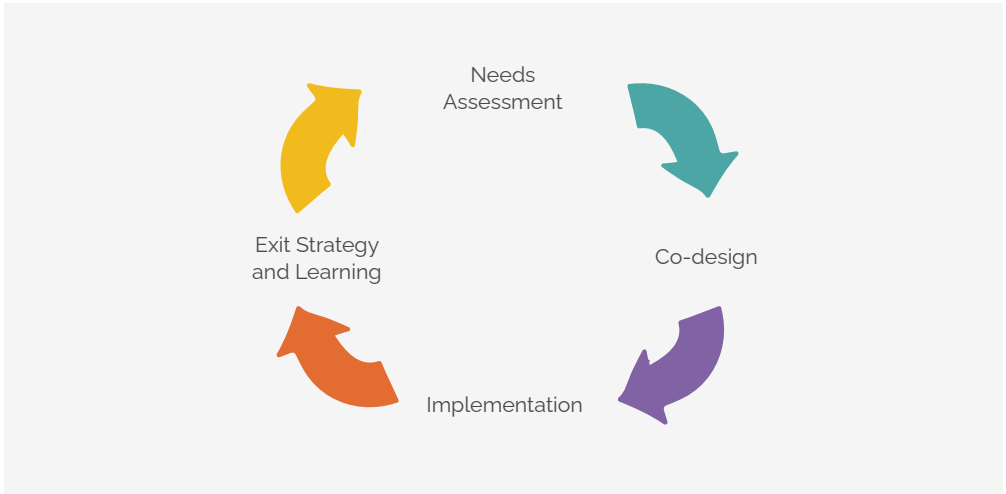 Needs
Assessment
Co-design
Implementation
Exit Strategy
and Learning